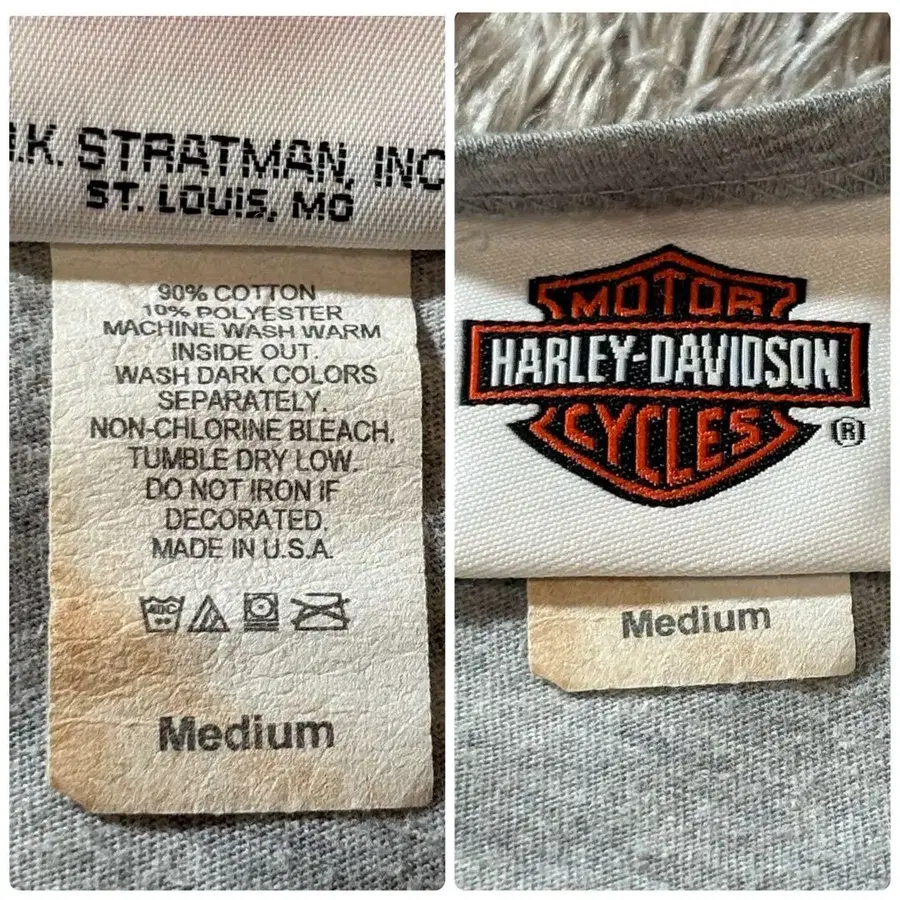 .K. STRATMAN, INC
ST. LOUIS, MO
90% COTTON
10% POLYESTER
MACHINE WASH WARM
INSIDE OUT.
WASH DARK COLORS
SEPARATELY.
NON-CHLORINE BLEACH.
TUMBLE DRY LOW.
DO NOT IRON IF
DECORATED.
MADE IN U.S.A.
Medium
MOTOR
HARLEY-DAVIDSON
CYCLES
®
Medium